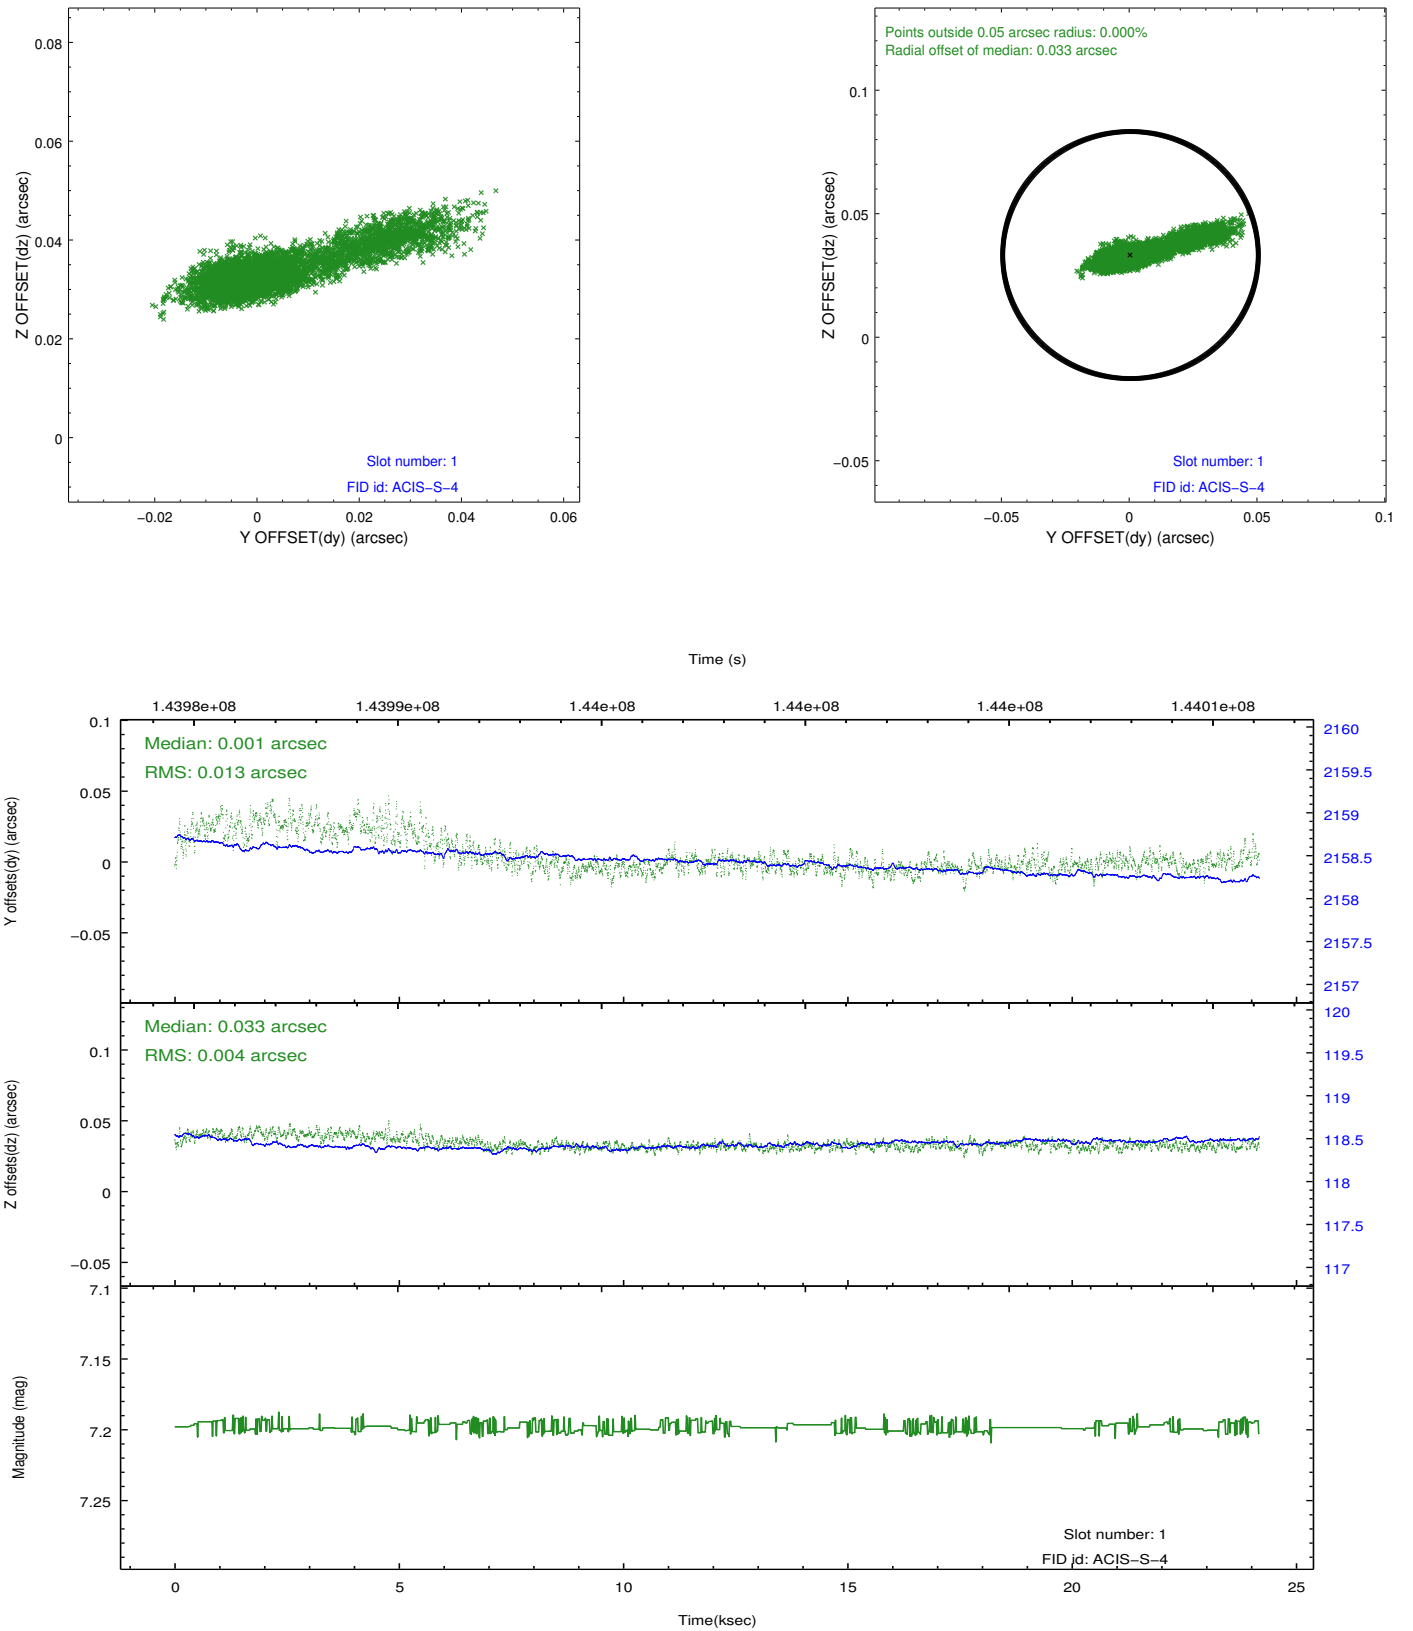 0.08
0.06
0.04
0.02
0
Z OFFSET(dz) (arcsec)
Slot number: 1
FID id: ACIS−S−4
−0.02 0 0.02 0.04 0.06
Y OFFSET(dy) (arcsec)
Points outside 0.05 arcsec radius: 0.000%
Radial offset of median: 0.033 arcsec
0.1
0.05
0
−0.05
Z OFFSET(dz) (arcsec)
Slot number: 1
FID id: ACIS−S−4
−0.05 0 0.05 0.1
Y OFFSET(dy) (arcsec)
Time (s)
1.4398e+08 1.4399e+08 1.44e+08 1.44e+08 1.44e+08 1.4401e+08
Median: 0.001 arcsec
RMS: 0.013 arcsec
0.1
0.05
0
−0.05
Y offsets(dy) (arcsec)
2160
2159.5
2159
2158.5
2158
2157.5
2157
Median: 0.033 arcsec
RMS: 0.004 arcsec
0.1
0.05
0
−0.05
Z offsets(dz) (arcsec)
120
119.5
119
118.5
118
117.5
117
7.1
7.15
7.2
7.25
Magnitude (mag)
Slot number: 1
FID id: ACIS−S−4
0 5 10 15 20 25
Time(ksec)